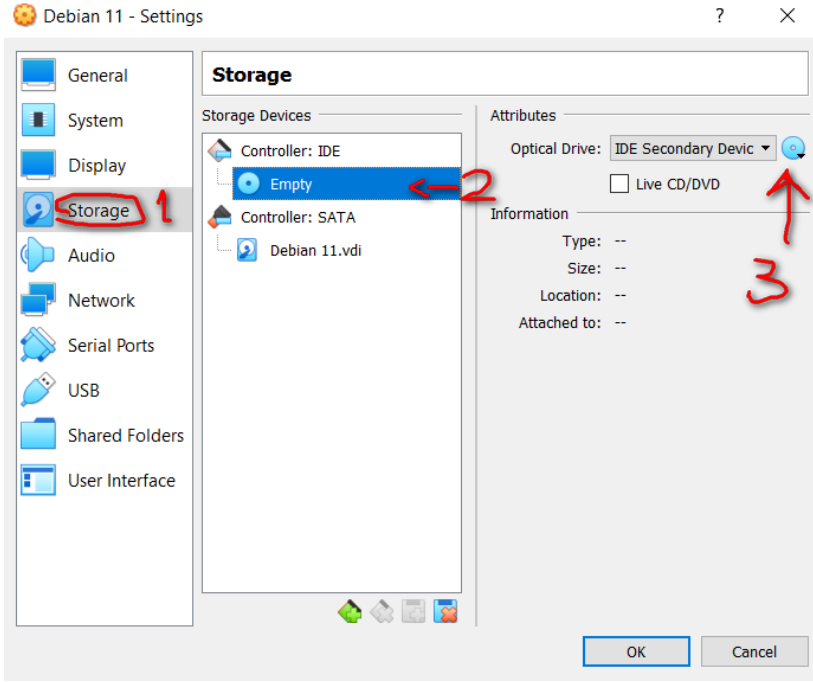 Debian 11 - Settings
?
General
System
Display
Storage 1
Audio
Network
Serial Ports
USB
Shared Folders
User Interface
Storage
Storage Devices
Controller: IDE
Empty 2
Controller: SATA
Debian 11.vdi
Attributes
Optical Drive: IDE Secondary Devic
Live CD/DVD
3
Information
Type: --
Size: --
Location: --
Attached to: --
OK
Cancel